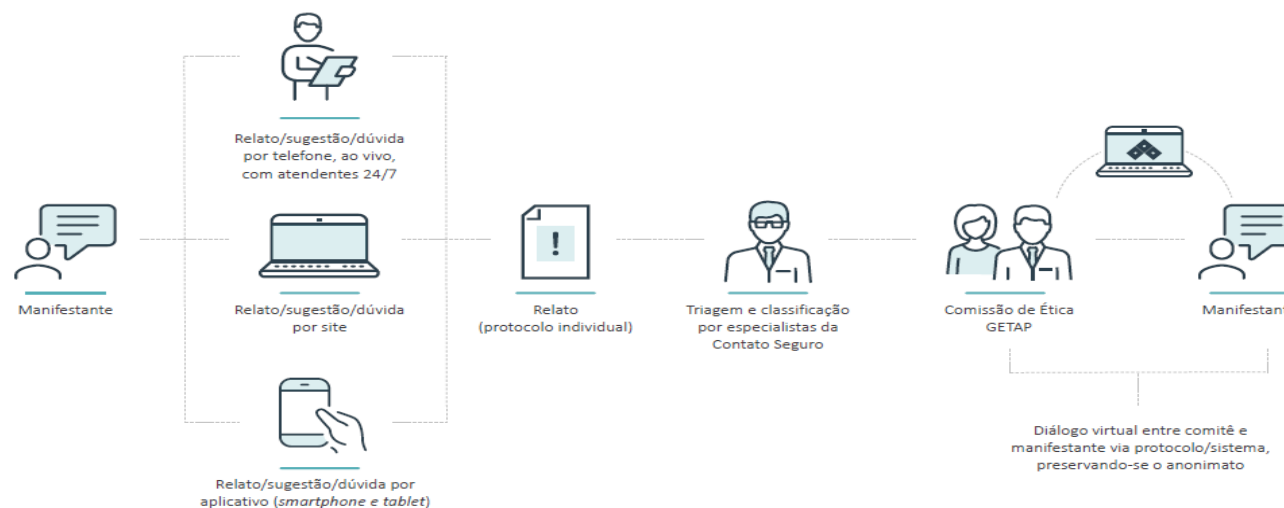 Relato/sugestão/dúvida
por telefone, ao vivo,
com atendentes 24/7
Manifestante
Relato/sugestão/dúvida
por site
Relato/sugestão/dúvida por
aplicativo (smartphone e tablet)
!
Relato
(protocolo individual)
Triagem e classificação
por especialistas da
Contato Seguro
Comissão de Ética
GETAP
Manifestant
Diálogo virtual entre comitê e
manifestante via protocolo/sistema,
preservando-se o anonimato